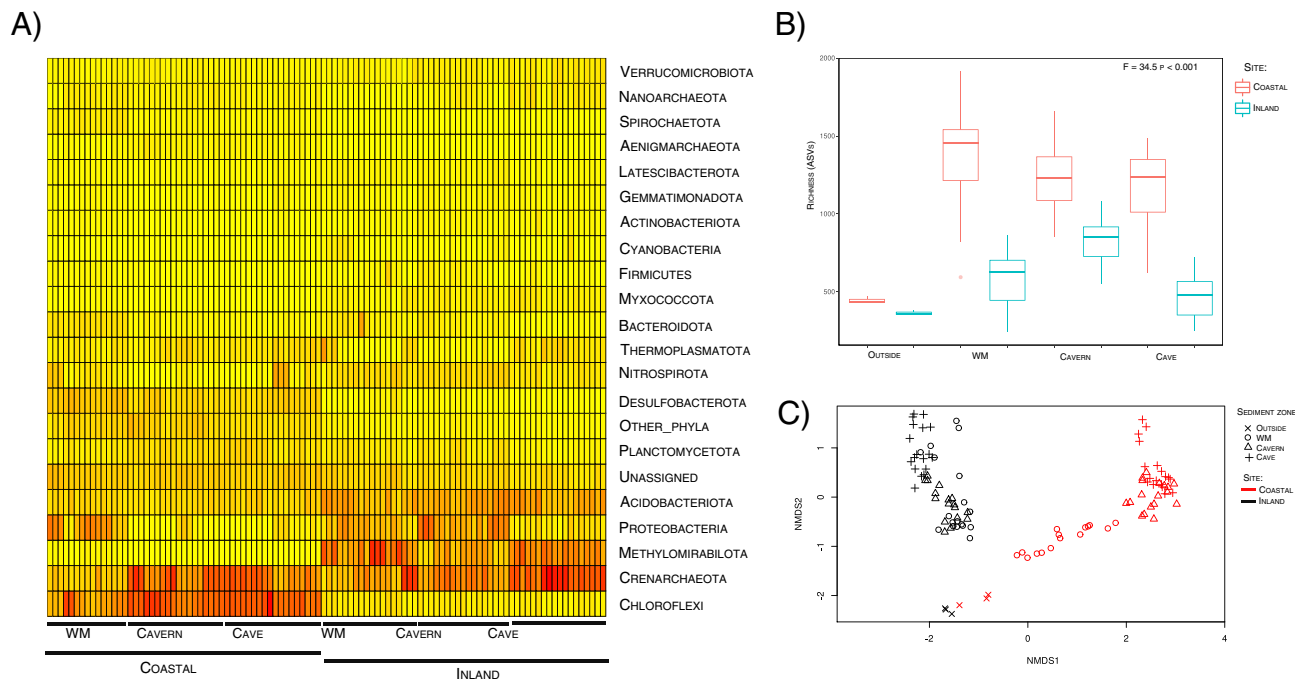 A)
VERRUCOMICROBIOTA
NANOARCHAEOTA
SPIROCHAETOTA
AENIGMARCHAEOTA
LATESCIBACTEROTA
GEMMATIMONADOTA
ACTINOBACTERIOTA
CYANOBACTERIA
FIRMICUTES
MYXOCOCCOTA
BACTEROIDOTA
THERMOPLASMATOTA
NITROSPIROTA
DESULFOBACTEROTA
OTHER_PHYLA
PLANCTOMYCETOTA
UNASSIGNED
ACIDOBACTERIOTA
PROTEOBACTERIA
METHYLOMIRABILOTA
CRENARCHAEOTA
CHLOROFLEXI
WM CAVERN CAVE WM CAVERN CAVE
COASTAL INLAND
B)
F = 34.5 P < 0.001
RICHNESS (ASVS)
2000
1500
1000
500
OUTSIDE WM CAVERN CAVE
SITE:
COASTAL
INLAND
C)
NMDS2
1
0
-1
-2
-2 0 2 4
NMDS1
SEDIMENT ZONE
OUTSIDE
WM
CAVERN
CAVE
SITE:
COASTAL
INLAND